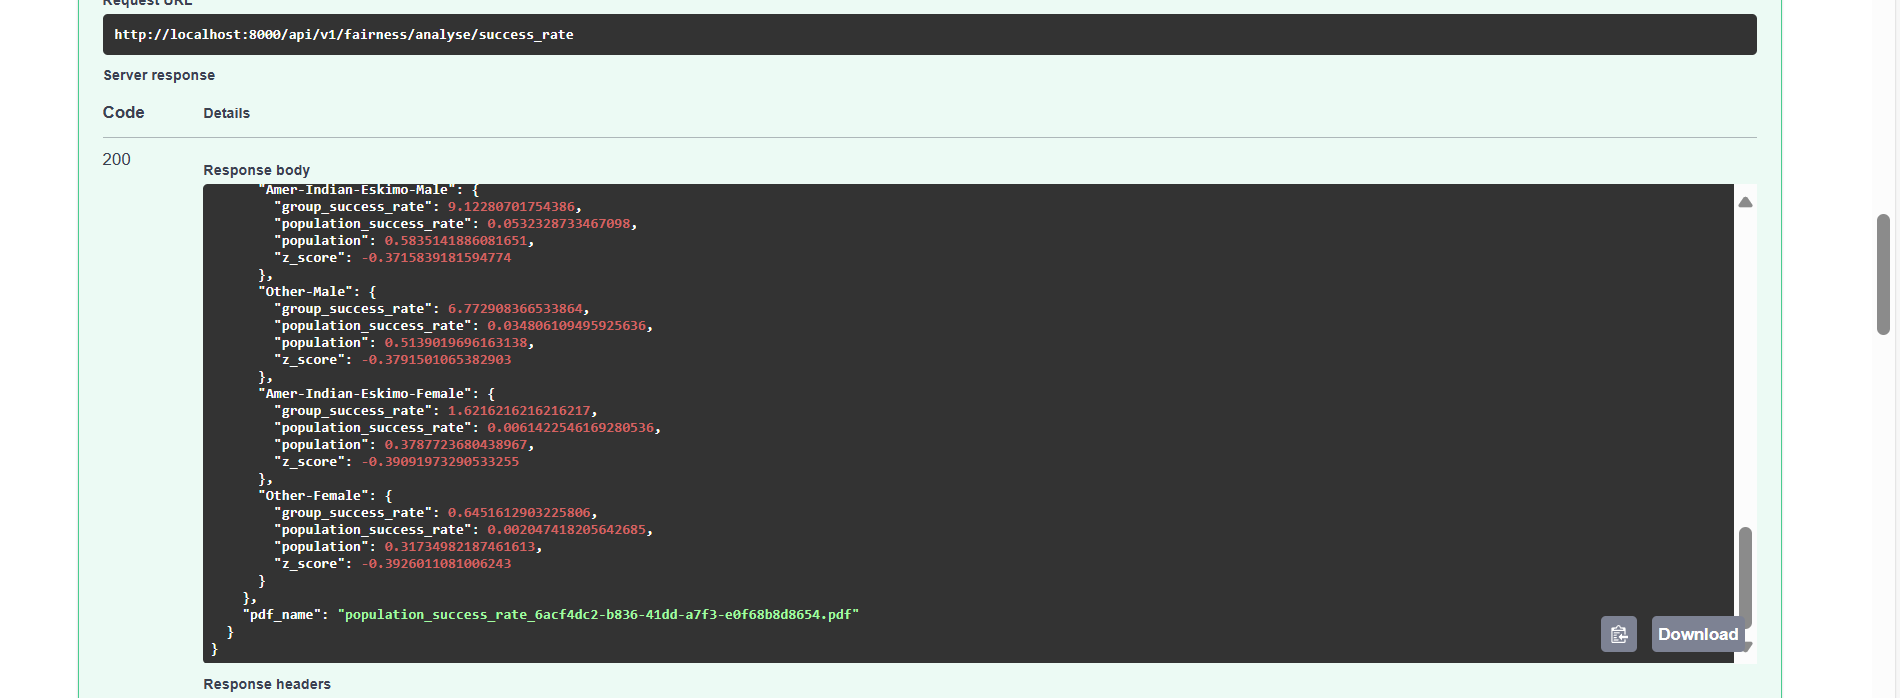 Request URL
http://localhost:8000/api/v1/fairness/analyse/success_rate
Server response
Code Details
200
Response body
"Amer-Indian-Eskimo-Male": {
"group_success_rate": 9.12280701754386,
"population_success_rate": 0.0532328733467098,
"population": 0.5835141886081651,
"z_score": -0.3715839181594774
},
"Other-Male": {
"group_success_rate": 6.772908366533864,
"population_success_rate": 0.034806109495925636,
"population": 0.5139019696163138,
"z_score": -0.3791501065382903
},
"Amer-Indian-Eskimo-Female": {
"group_success_rate": 1.6216216216216217,
"population_success_rate": 0.0061422546169280536,
"population": 0.3787723680438967,
"z_score": -0.39091973290533255
},
"Other-Female": {
"group_success_rate": 0.6451612903225806,
"population_success_rate": 0.002047418205642685,
"population": 0.31734982187461613,
"z_score": -0.3926011081006243
}
},
"pdf_name": "population_success_rate_6acf4dc2-b836-41dd-a7f3-e0f68b8d8654.pdf"
}
}
Download
Response headers